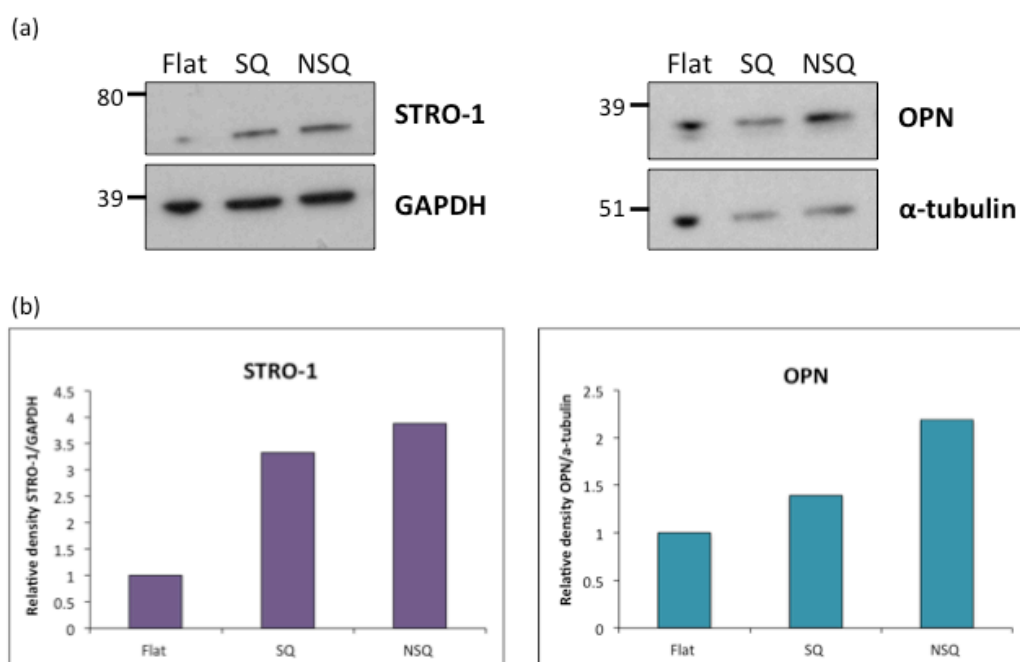 (a)
Flat SQ NSQ
80
STRO-1
39
GAPDH
Flat SQ NSQ
39
OPN
51
α-tubulin
(b)
STRO-1
Relative density STRO-1/GAPDH
4.5
4
3.5
3
2.5
2
1.5
1
0.5
0
Flat SQ NSQ
OPN
Relative density OPN/a-tubulin
2.5
2
1.5
1
0.5
0
Flat SQ NSQ